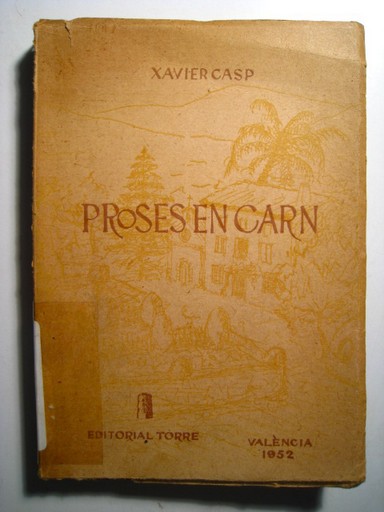 XAVIER CASP
PROSES EN CARN
EDITORIAL TORRE
VALÈNCIA
1952